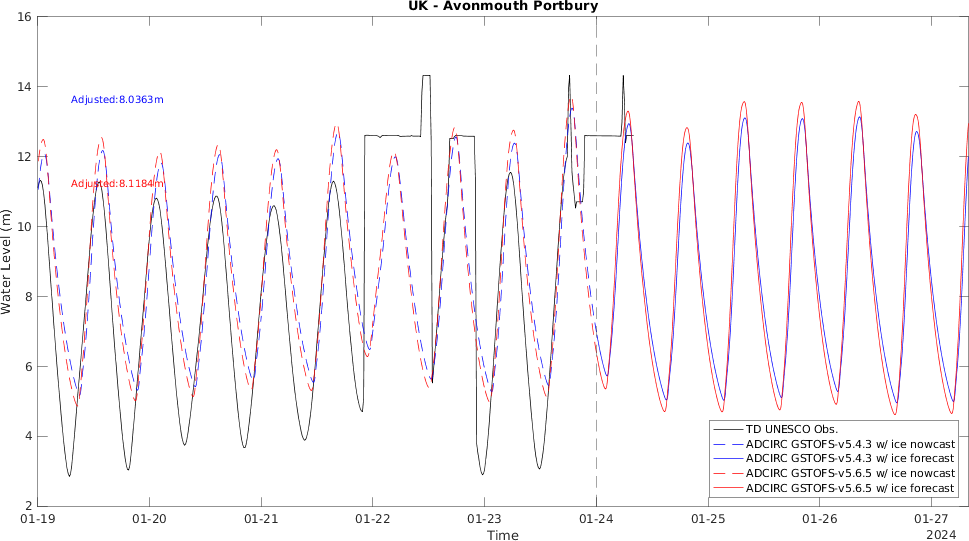 UK - Avonmouth Portbury
16
14
12
10
8
6
4
2
Water Level (m)
Adjusted:8.0363m
Adjusted:8.1184m
TD UNESCO Obs.
ADCIRC GSTOFS-v5.4.3 w/ ice nowcast
ADCIRC GSTOFS-v5.4.3 w/ ice forecast
ADCIRC GSTOFS-v5.6.5 w/ ice nowcast
ADCIRC GSTOFS-v5.6.5 w/ ice forecast
01-19 01-20 01-21 01-22 01-23 01-24 01-25 01-26 01-27
Time
2024